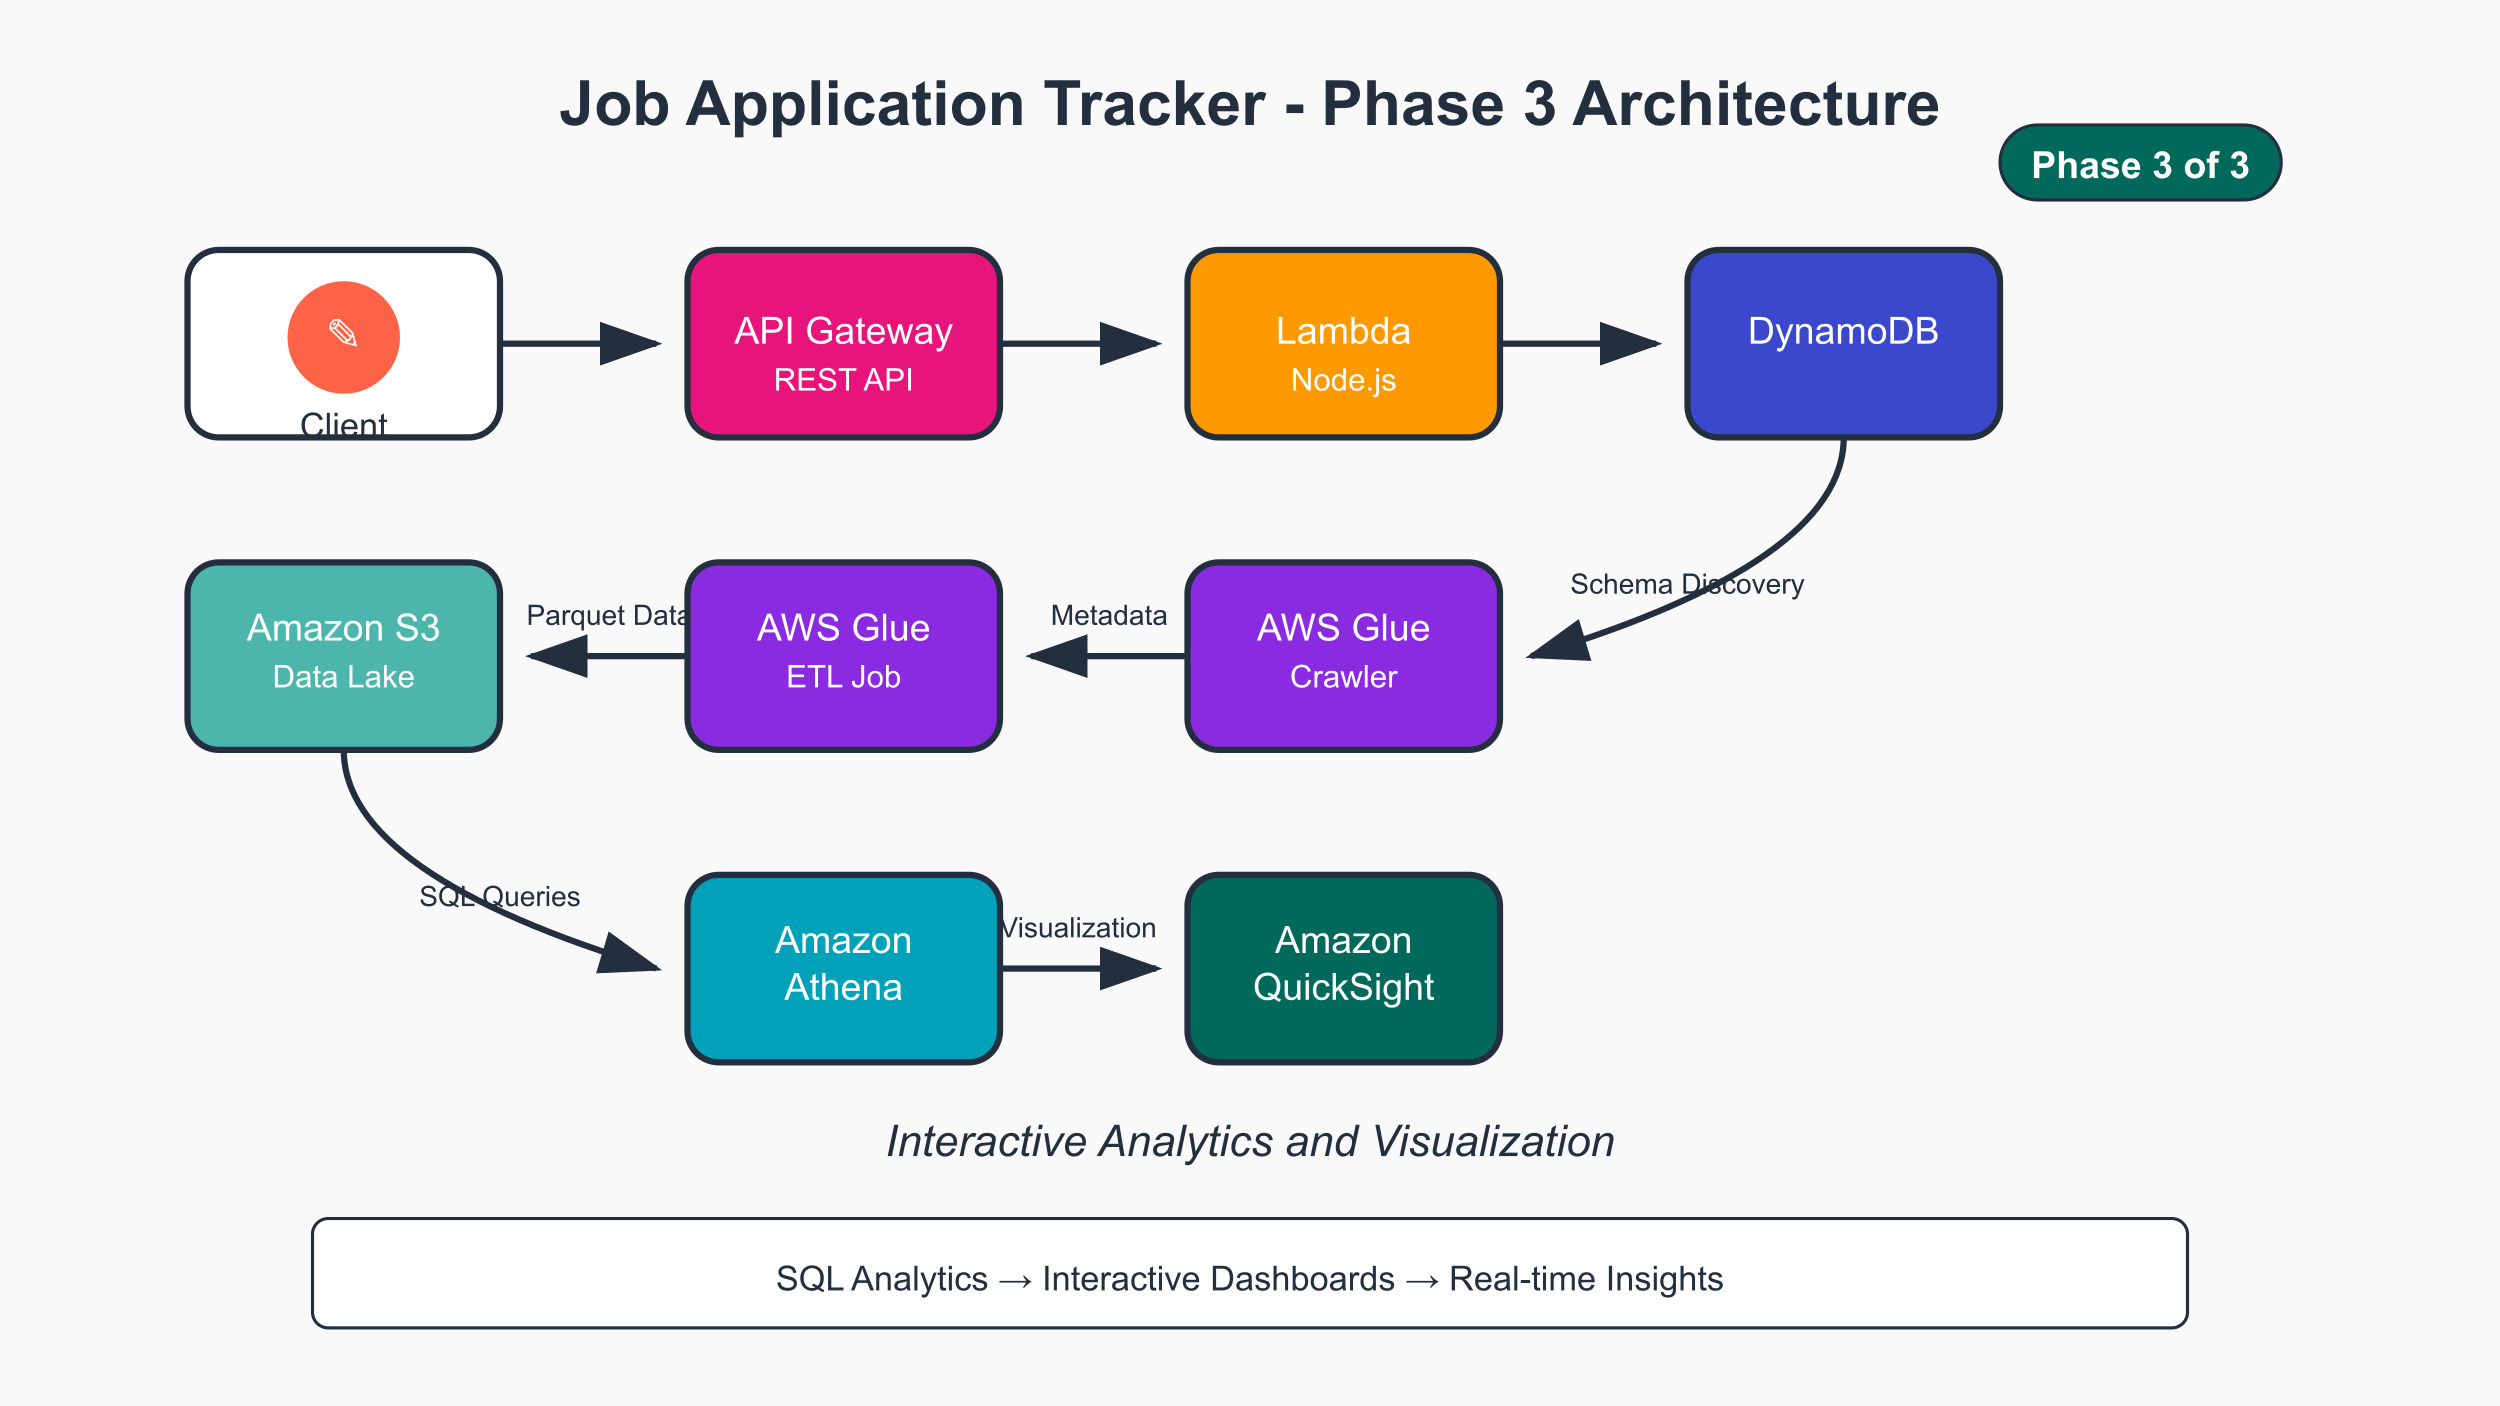 Job Application Tracker - Phase 3 Architecture
Phase 3 of 3
Client
API Gateway
REST API
Lambda
Node.js
DynamoDB
Schema Discovery
Amazon S3
Data Lake
Parquet Data
AWS Glue
ETL Job
Metadata
AWS Glue
Crawler
SQL Queries
Amazon
Athena
Visualization
Amazon
QuickSight
Interactive Analytics and Visualization
SQL Analytics → Interactive Dashboards → Real-time Insights